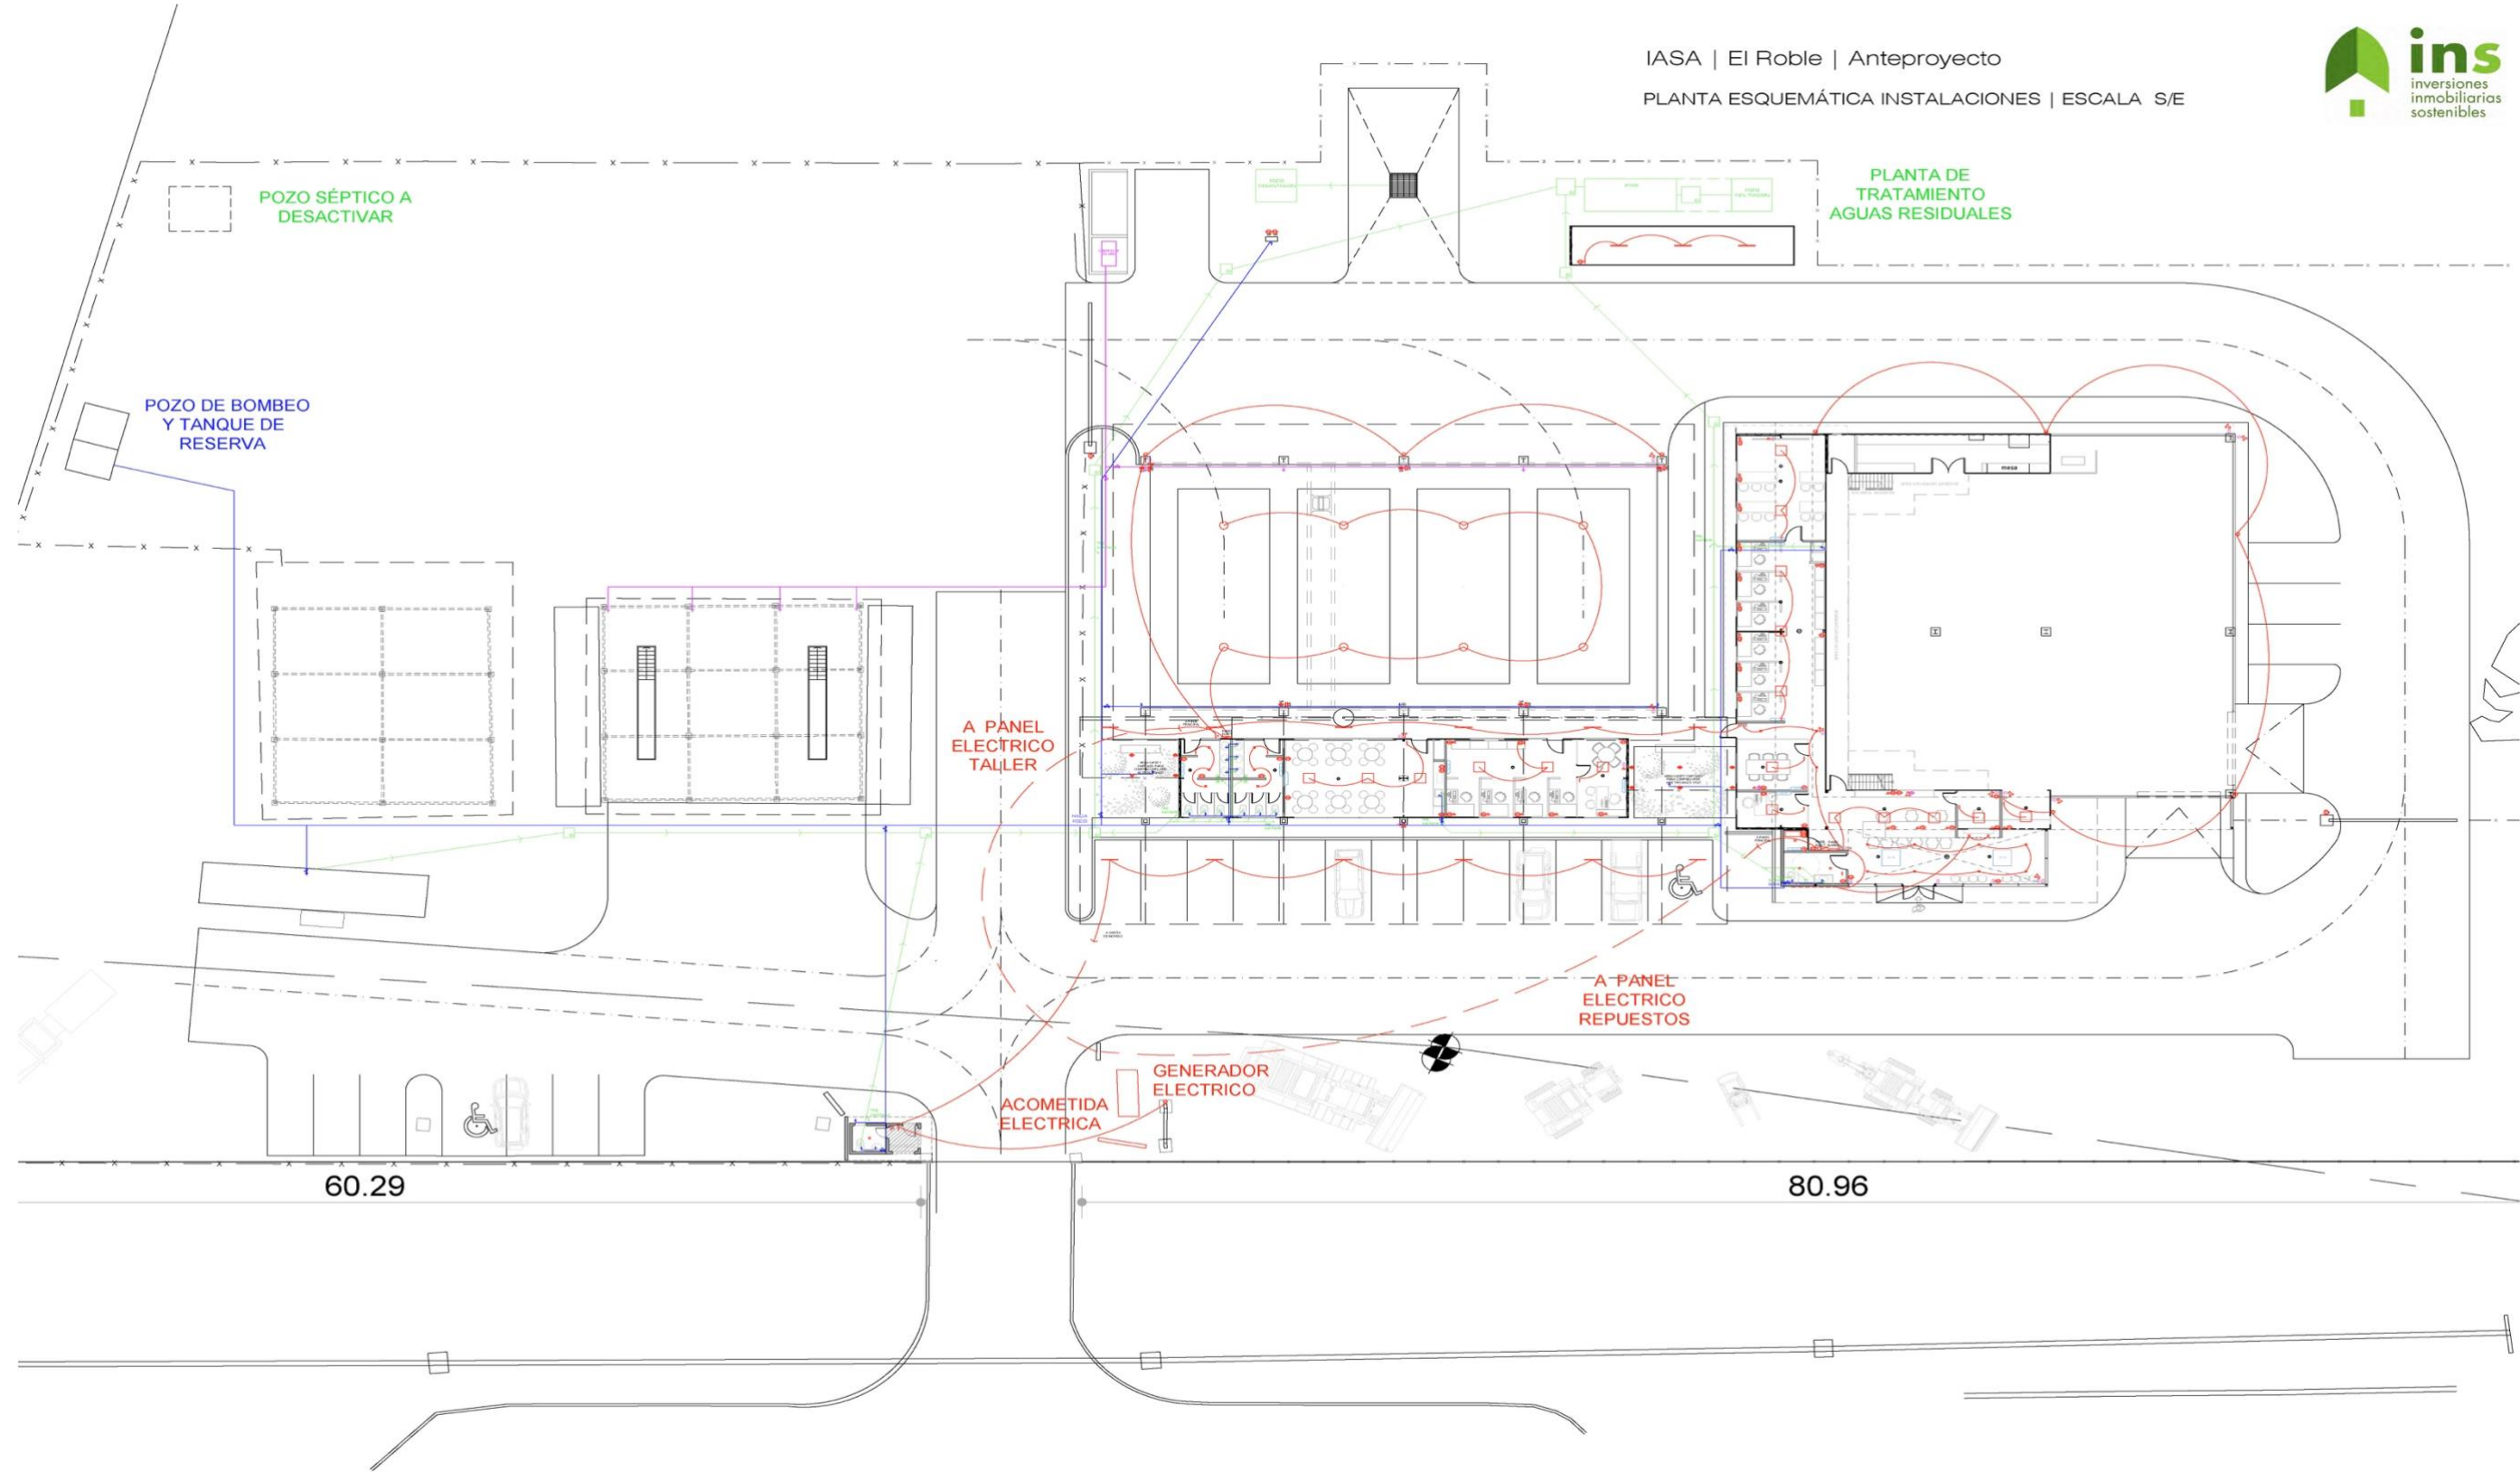 IASA | El Roble | Anteproyecto
PLANTA ESQUEMÁTICA INSTALACIONES | ESCALA S/E
ins
inversiones
inmobiliarias
sostenibles
POZO SÉPTICO A
DESACTIVAR
PLANTA DE
TRATAMIENTO
AGUAS RESIDUALES
POZO DE BOMBEO
Y TANQUE DE
RESERVA
mesa
A PANEL
ELECTRICO
TALLER
A PANEL
ELECTRICO
REPUESTOS
GENERADOR
ELECTRICO
ACOMETIDA
ELECTRICA
60.29
80.96